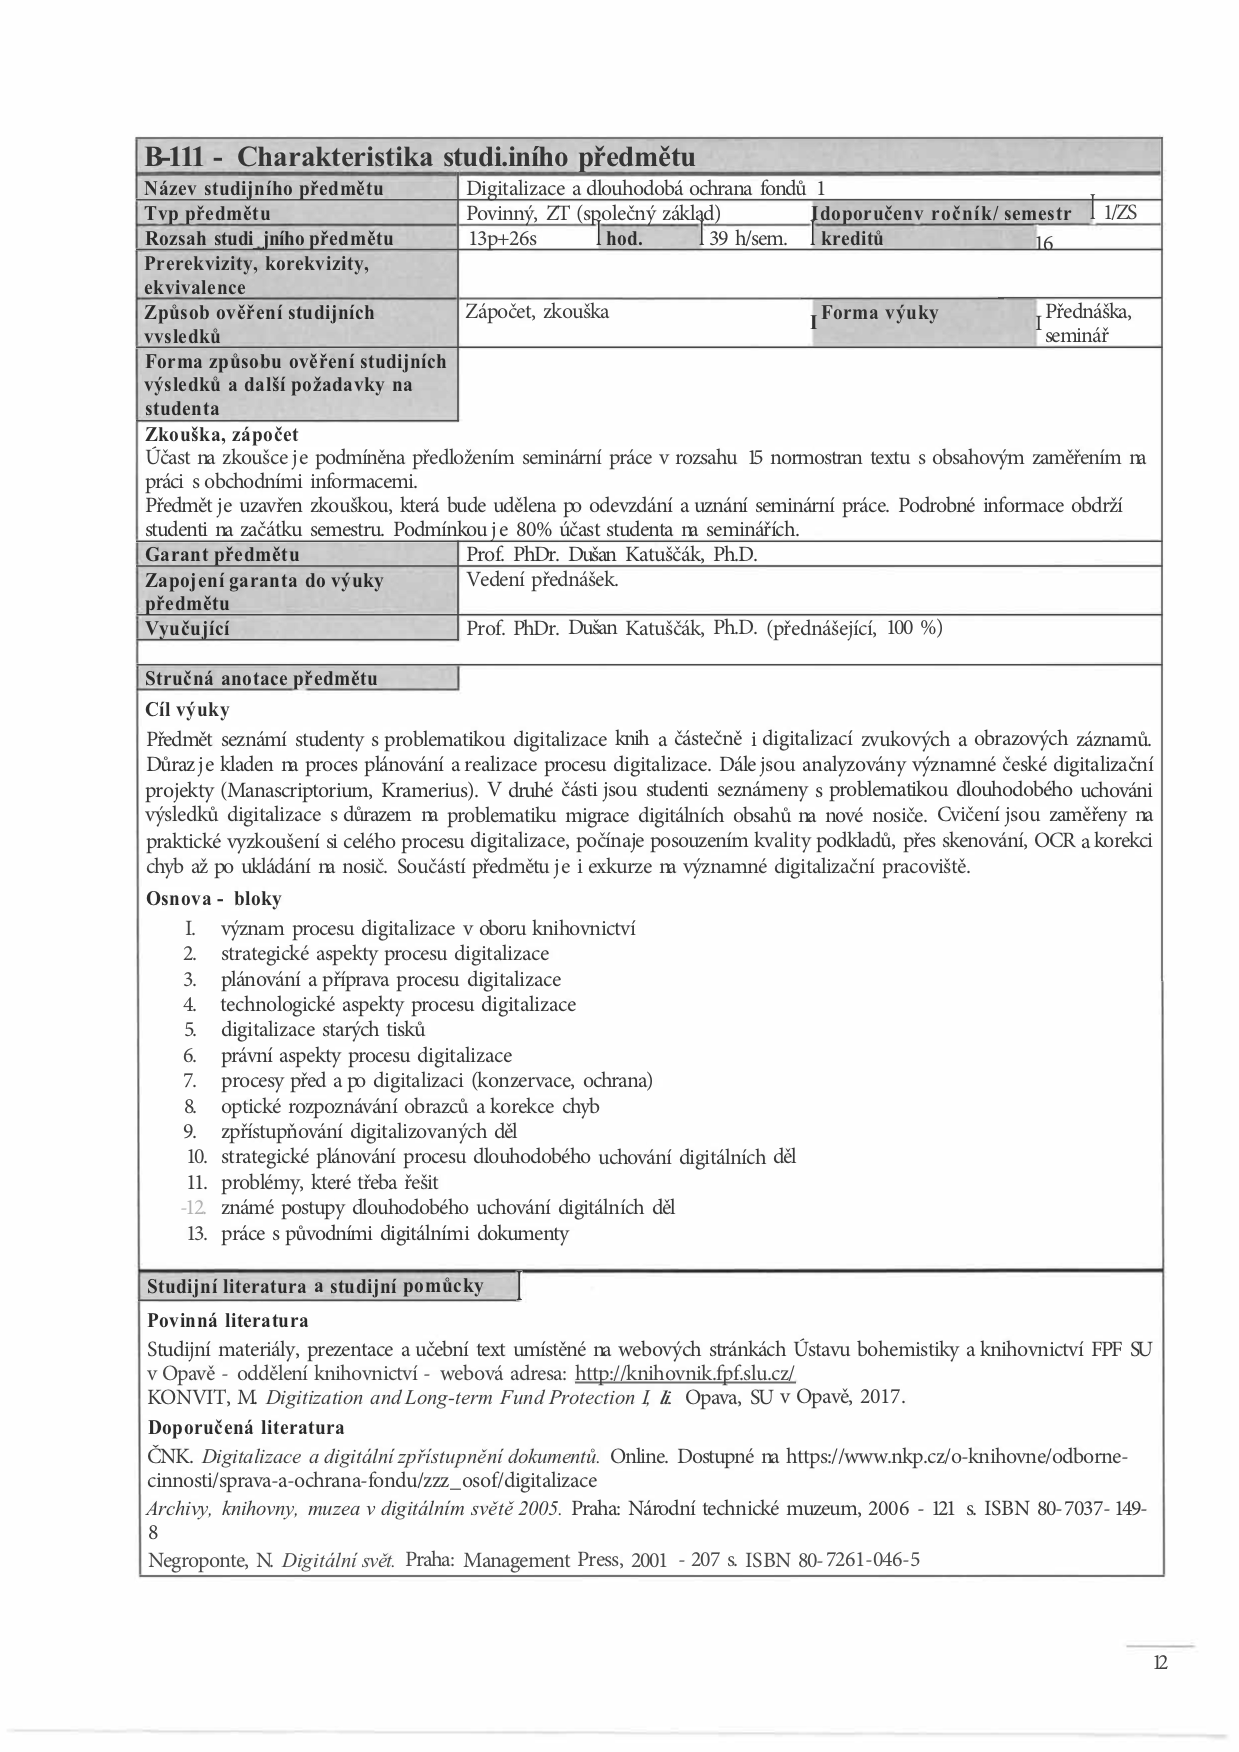 B-111 - Charakteristika studi.iního předmětu
Název studijního předmětu Digitalizace a dlouhodobá ochrana fondů 1
Tvp předmětu Povinný, ZT (společný základ) doporučenv ročník/ semestr 1/ZS
Rozsah studi jního předmětu 13p+26s hod. 39 h/sem. kreditů 16
Prerekvizity, korekvizity,
ekvivalence
Způsob ověření studijních Zápočet, zkouška Forma výuky Přednáška,
vvsledků seminář
Forma způsobu ověření studijních
výsledků a další požadavky na
studenta
Zkouška, zápočet
Účast na zkoušce je podmíněna předložením seminární práce v rozsahu 15 normostran textu s obsahovým zaměřením na
práci s obchodními informacemi.
Předmět je uzavřen zkouškou, která bude udělena po odevzdání a uznání seminární práce. Podrobné informace obdrží
studenti na začátku semestru. Podmínkou je 80% účast studenta na seminářích.
Garant předmětu Prof. PhDr. Dušan Katuščák, Ph.D.
Zapojení garanta do výuky Vedení přednášek.
předmětu
Vyučující Prof. PhDr. Dušan Katuščák, Ph.D. (přednášející, 100 %)
Stručná anotace předmětu
Cíl výuky
Předmět seznámí studenty s problematikou digitalizace knih a částečně i digitalizací zvukových a obrazových záznamů.
Důraz je kladen na proces plánování a realizace procesu digitalizace. Dále jsou analyzovány významné české digitalizační
projekty (Manascriptorium, Kramerius). V druhé části jsou studenti seznámeny s problematikou dlouhodobého uchováni
výsledků digitalizace s důrazem na problematiku migrace digitálních obsahů na nové nosiče. Cvičení jsou zaměřeny na
praktické vyzkoušení si celého procesu digitalizace, počínaje posouzením kvality podkladů, přes skenování, OCR a korekci
chyb až po ukládání na nosič. Součástí předmětu je i exkurze na významné digitalizační pracoviště.
Osnova - bloky
I. význam procesu digitalizace v oboru knihovnictví
2. strategické aspekty procesu digitalizace
3. plánování a příprava procesu digitalizace
4. technologické aspekty procesu digitalizace
5. digitalizace starých tisků
6. právní aspekty procesu digitalizace
7. procesy před a po digitalizaci (konzervace, ochrana)
8. optické rozpoznávání obrazců a korekce chyb
9. zpřístupňování digitalizovaných děl
10. strategické plánování procesu dlouhodobého uchování digitálních děl
11. problémy, které třeba řešit
-12. známé postupy dlouhodobého uchování digitálních děl
13. práce s původními digitálními dokumenty
Studijní literatura a studijní pomůcky
Povinná literatura
Studijní materiály, prezentace a učební text umístěné na webových stránkách Ústavu bohemistiky a knihovnictví FPF SU
v Opavě - oddělení knihovnictví - webová adresa: http://knihovnik.fpf.slu.cz/
KONVIT, M. Digitization and Long-term Fund Protection I, Opava, SU v Opavě, 2017.
Doporučená literatura
ČNK. Digitalizace a digitální zpřístupnění dokumentů. Online. Dostupné na https://www.nkp.cz/o-knihovne/odborne-
cinnosti/sprava-a-ochrana-fondu/zzz_osof/digitalizace
Archivy, knihovny, muzea v digitálním světě 2005. Praha: Národní technické muzeum, 2006 - 121 s. ISBN 80-7037-149-
8
Negroponte, N. Digitální svět. Praha: Management Press, 2001 - 207 s. ISBN 80-7261-046-5
12